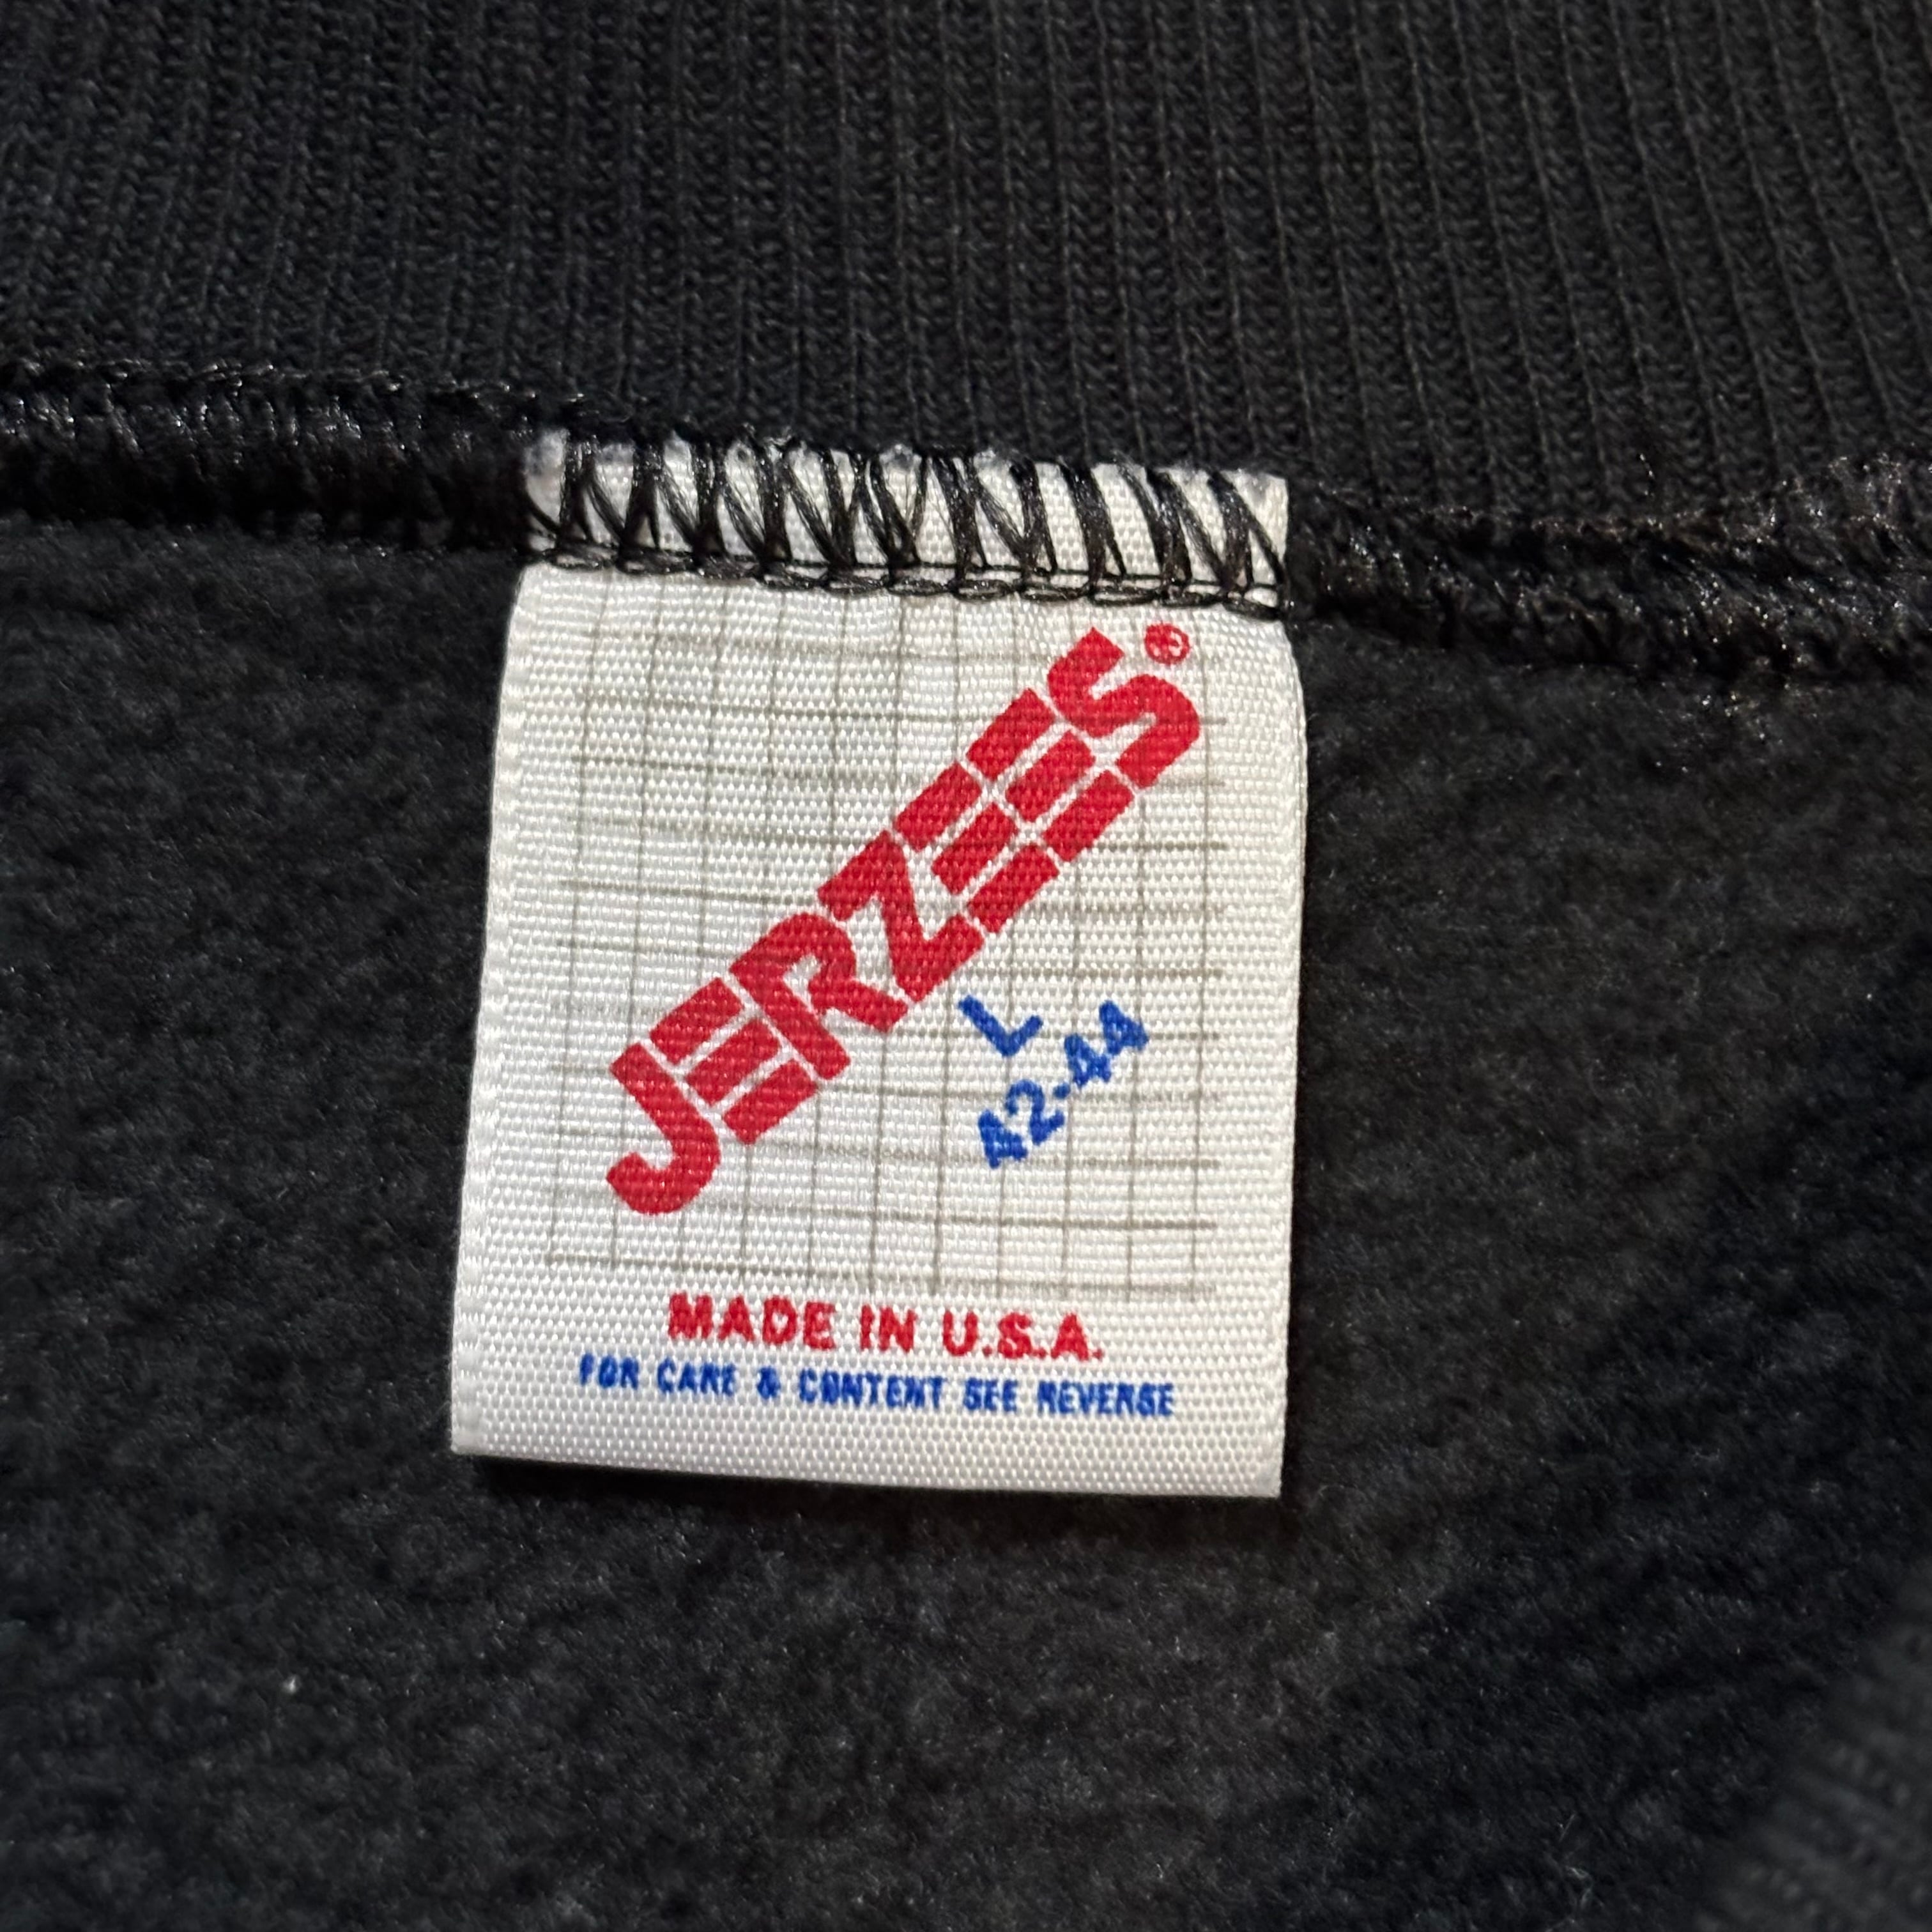 JERZEES®
L
42-44
MADE IN U.S.A.
FOR CARE & CONTENT SEE REVERSE